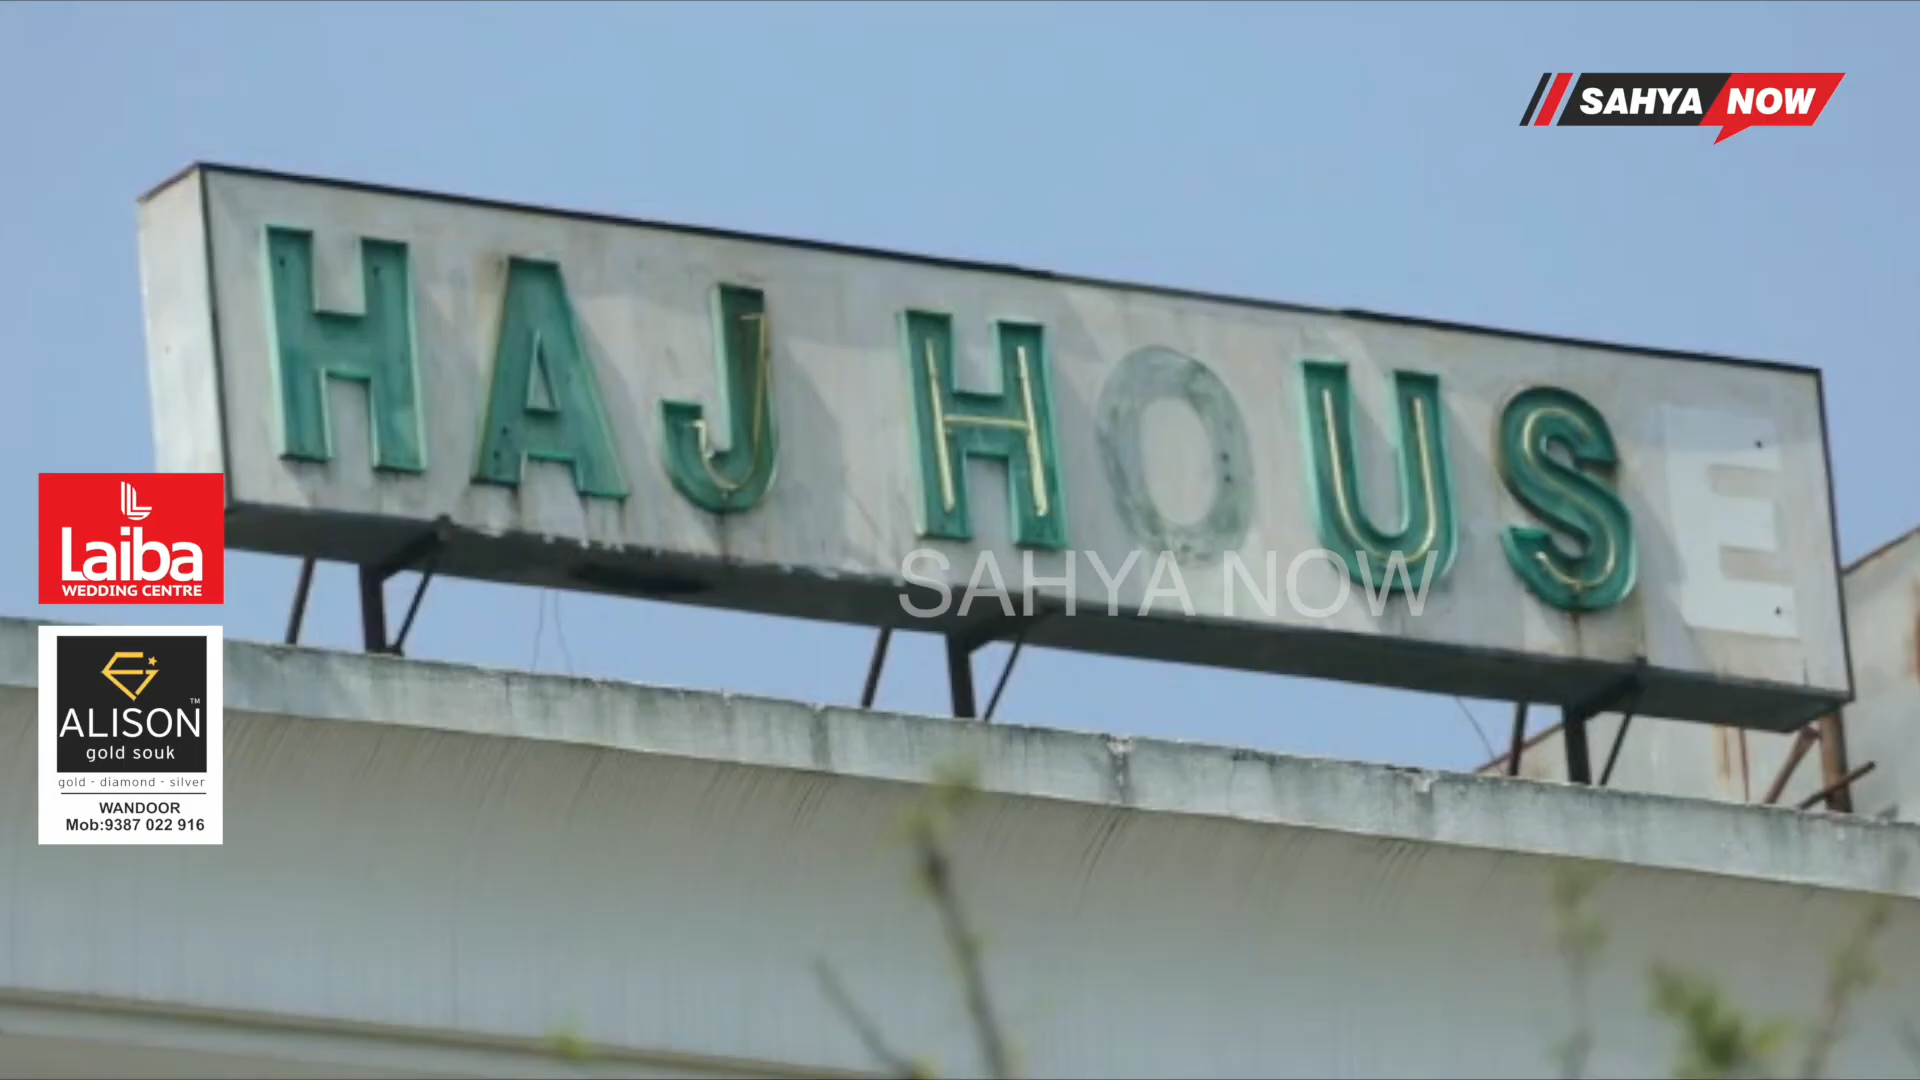 SAHYA NOW
HAJ HOUSE
SAHYA NOW
Laiba
WEDDING CENTRE
ALISON™
gold souk
gold - diamond - silver
WANDOOR
Mob:9387 022 916